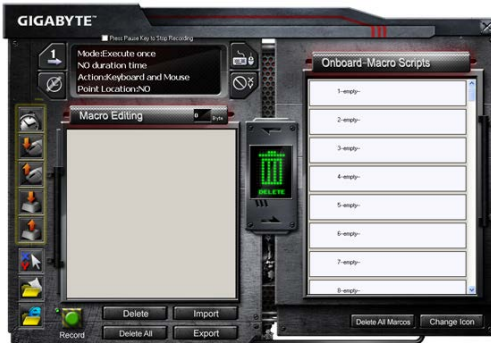 GIGABYTE™
Press Pause Key to Stop Recording
1
Mode:Execute once
NO duration time
Action:Keyboard and Mouse
Point Location:NO
Macro Editing
0 Byte
DELETE
Record
Delete
Import
Delete All
Export
Onboard-Macro Scripts
1-empty-
2-empty-
3-empty-
4-empty-
5-empty-
6-empty-
7-empty-
8-empty-
Delete All Marcos
Change Icon